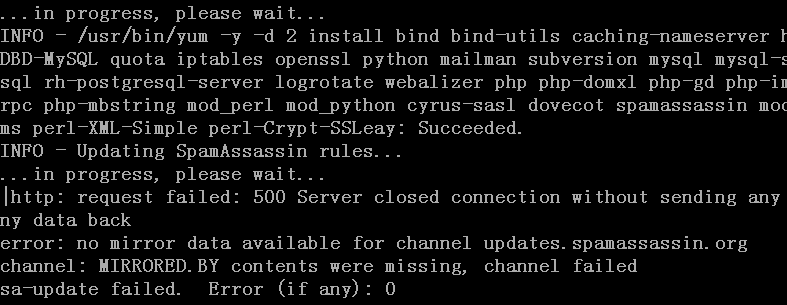 ...in progress, please wait...
INFO - /usr/bin/yum -y -d 2 install bind bind-utils caching-nameserver
DBD-MySQL quota iptables openssl python mailman subversion mysql mysql-s
sql rh-postgresql-server logrotate webalizer php php-domxl php-gd php-im
rpc php-mbstring mod_perl mod_python cyrus-sasl dovecot spamassassin mod
ms perl-XML-Simple perl-Crypt-SSLeay: Succeeded.
INFO - Updating SpamAssassin rules...
...in progress, please wait...
|http: request failed: 500 Server closed connection without sending any
ny data back
error: no mirror data available for channel updates.spamassassin.org
channel: MIRRORED.BY contents were missing, channel failed
sa-update failed.  Error (if any): 0